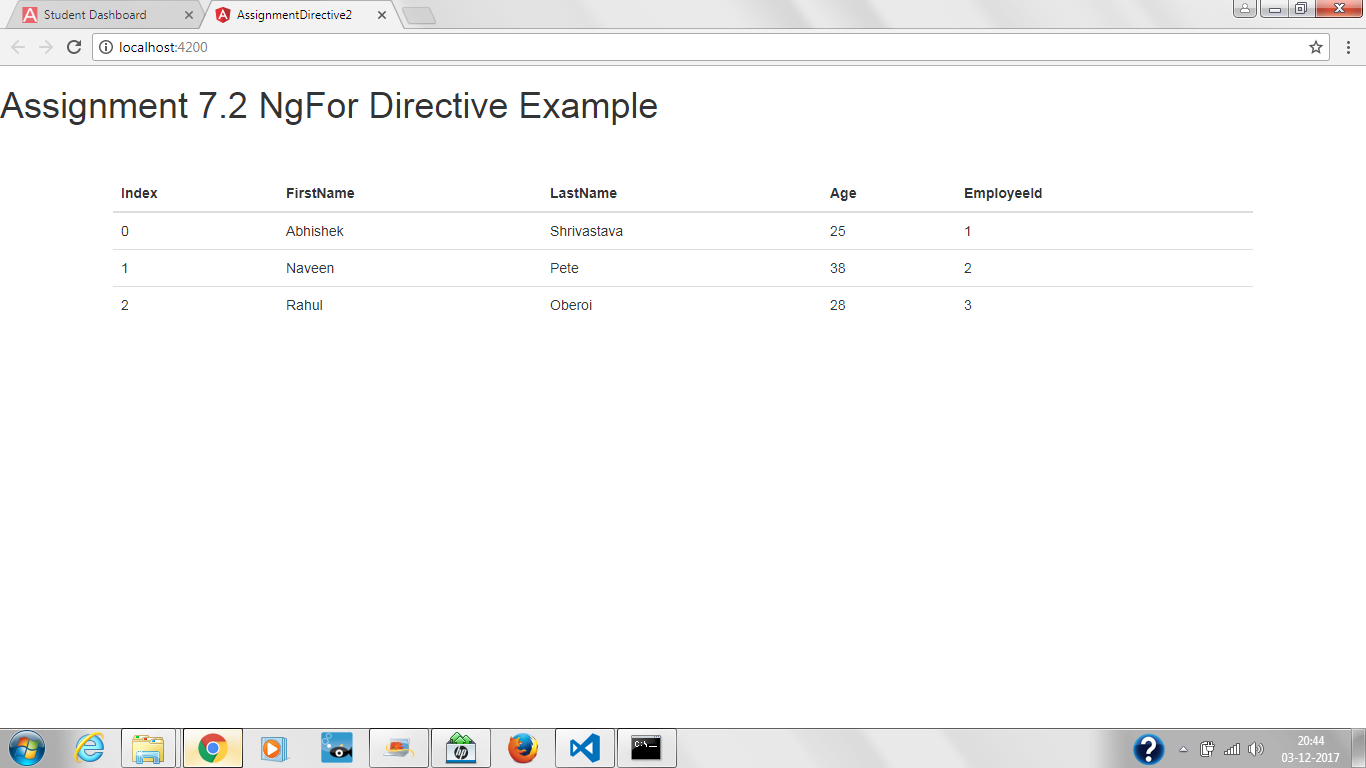 Student Dashboard AssignmentDirective2
localhost:4200
Assignment 7.2 NgFor Directive Example
Index FirstName LastName Age EmployeeId
0 Abhishek Shrivastava 25 1
1 Naveen Pete 38 2
2 Rahul Oberoi 28 3
C:\
20:44
03-12-2017